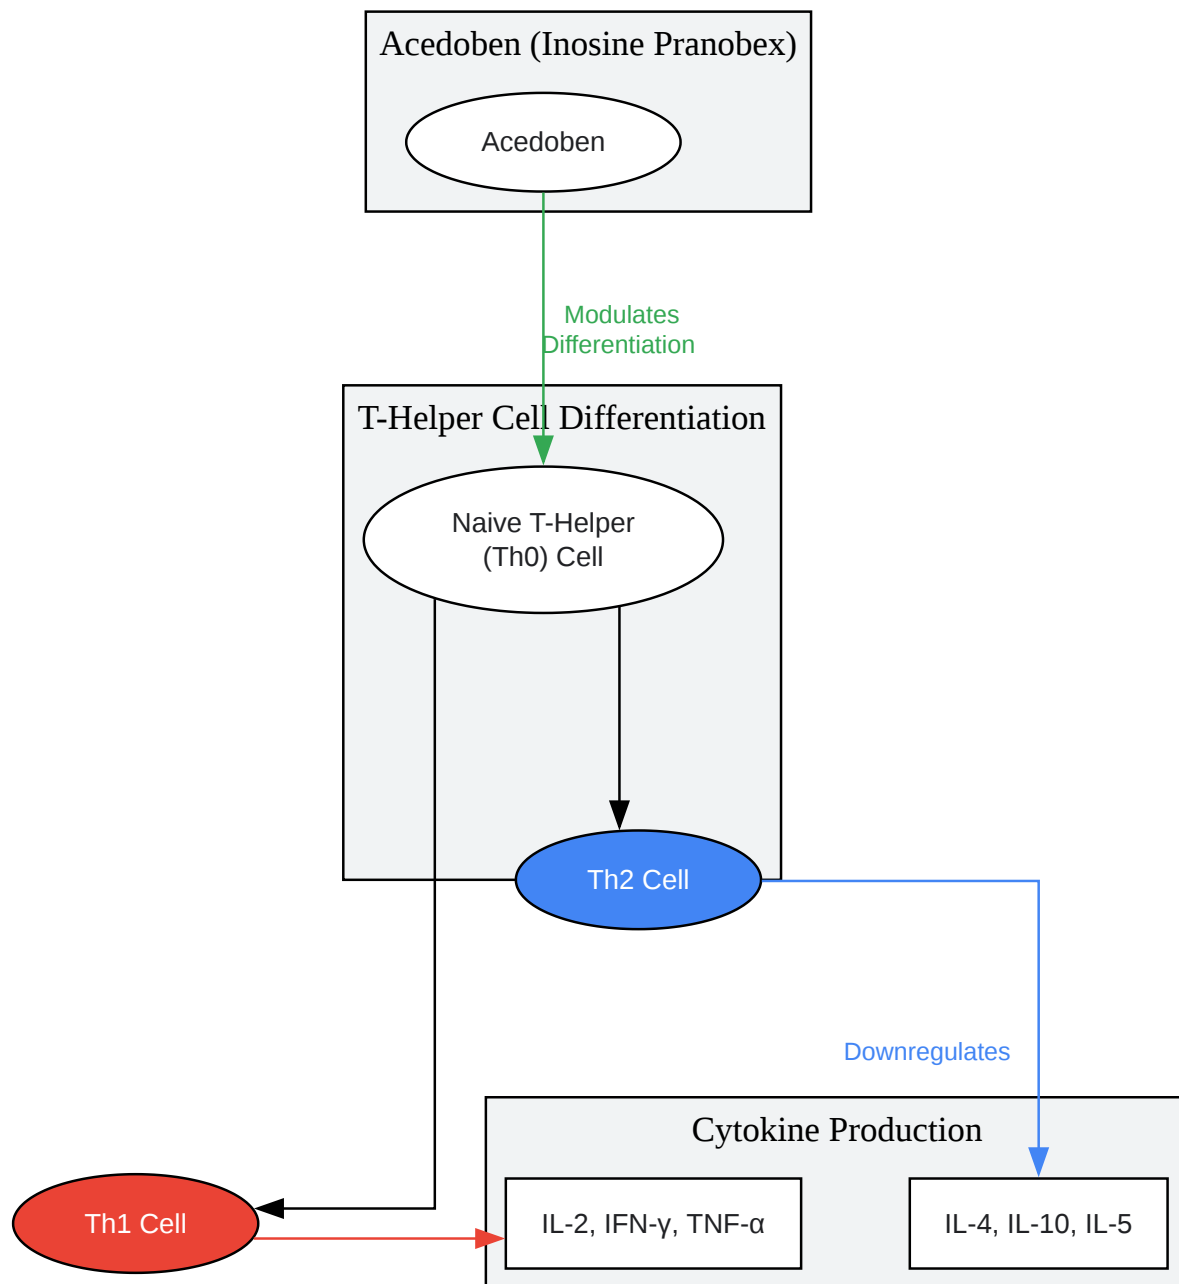 Acedoben (Inosine Pranobex)
Acedoben
Modulates
Differentiation
T-Helper Cell Differentiation
Naive T-Helper
(Th0) Cell
Th2 Cell
Downregulates
Cytokine Production
Th1 Cell
IL-2, IFN-γ, TNF-α
IL-4, IL-10, IL-5